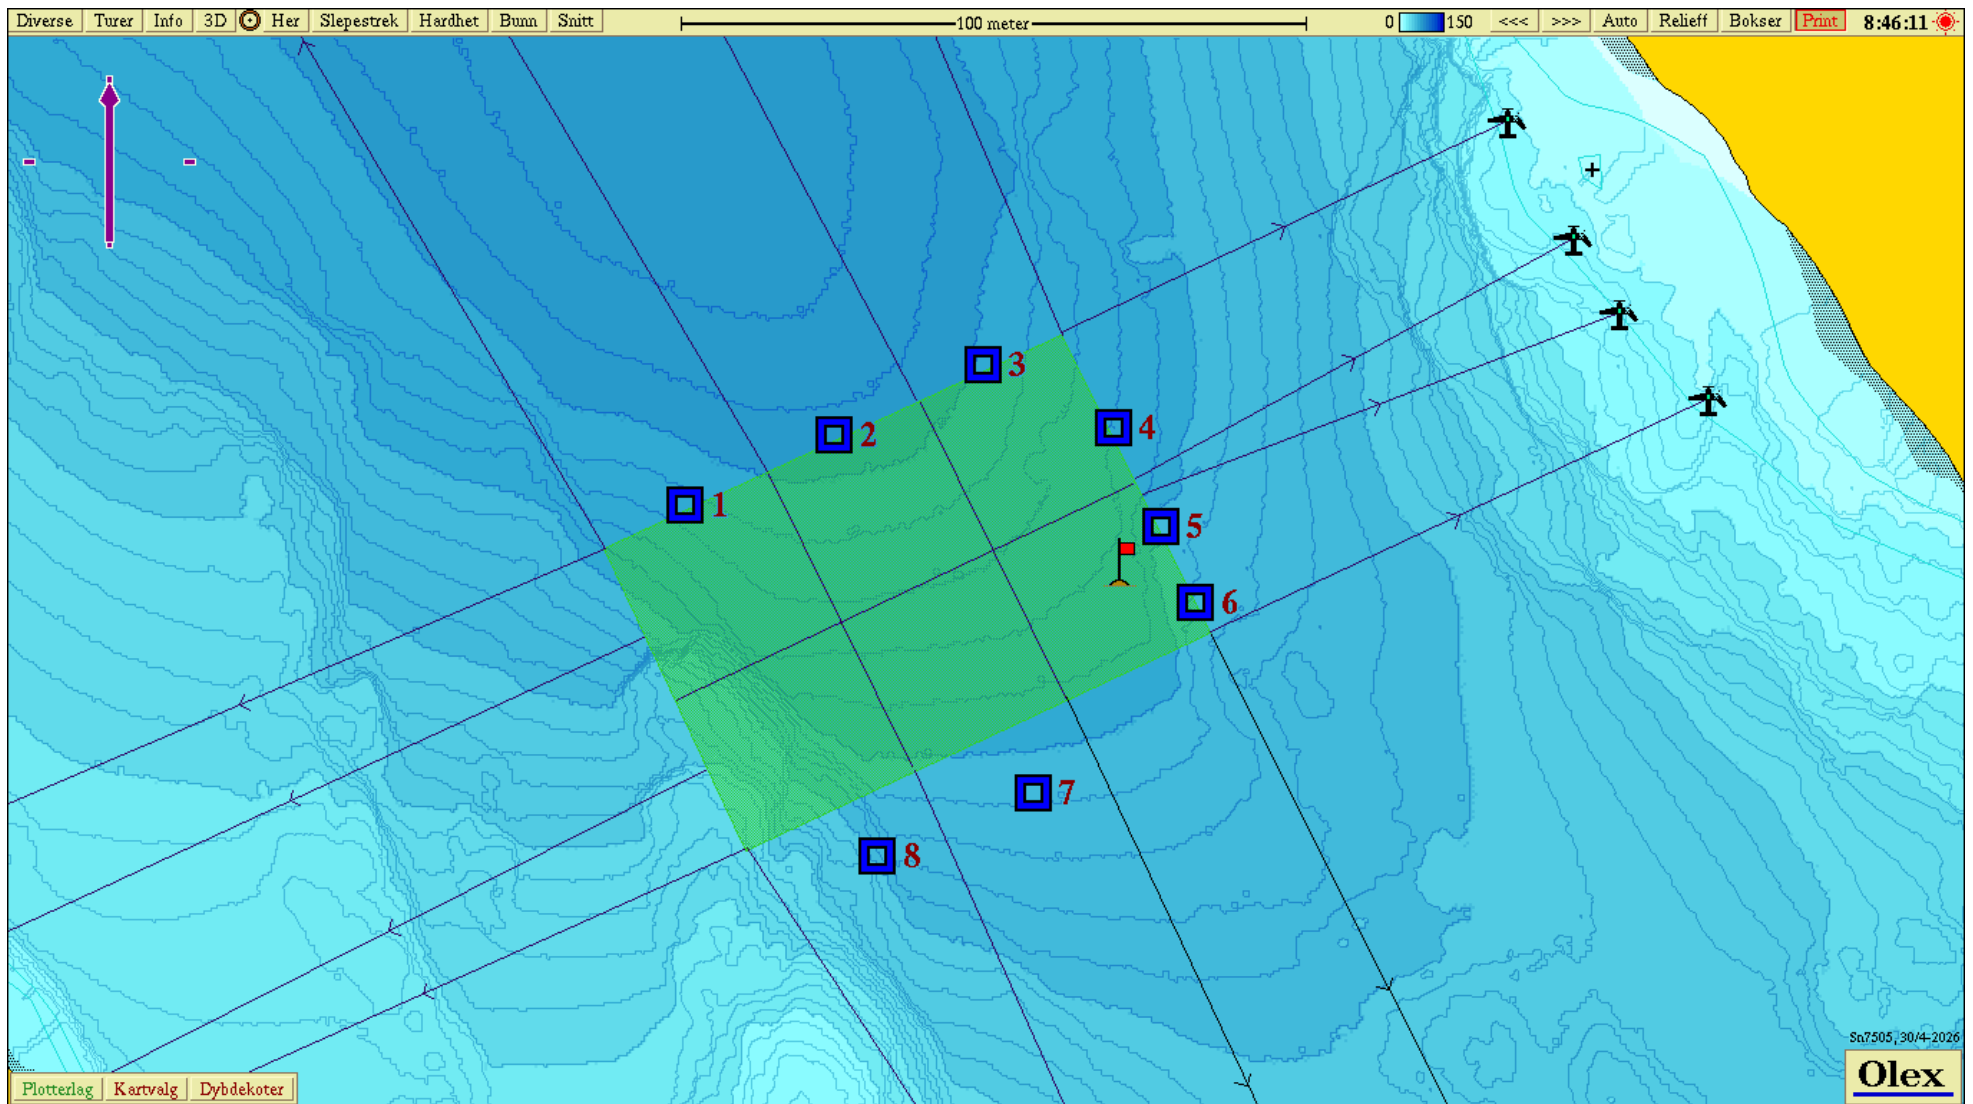 Diverse Turer Info 3D Her Slepestrek Hardhet Bunn Snitt 100 meter 0 150 <<< >>> Auto Relieff Bokser Print 8:46:11
3
4
2
1
5
6
7
8
Sn7505, 30/4-2026
Olex
Plotterlag Kartvalg Dybdekoter